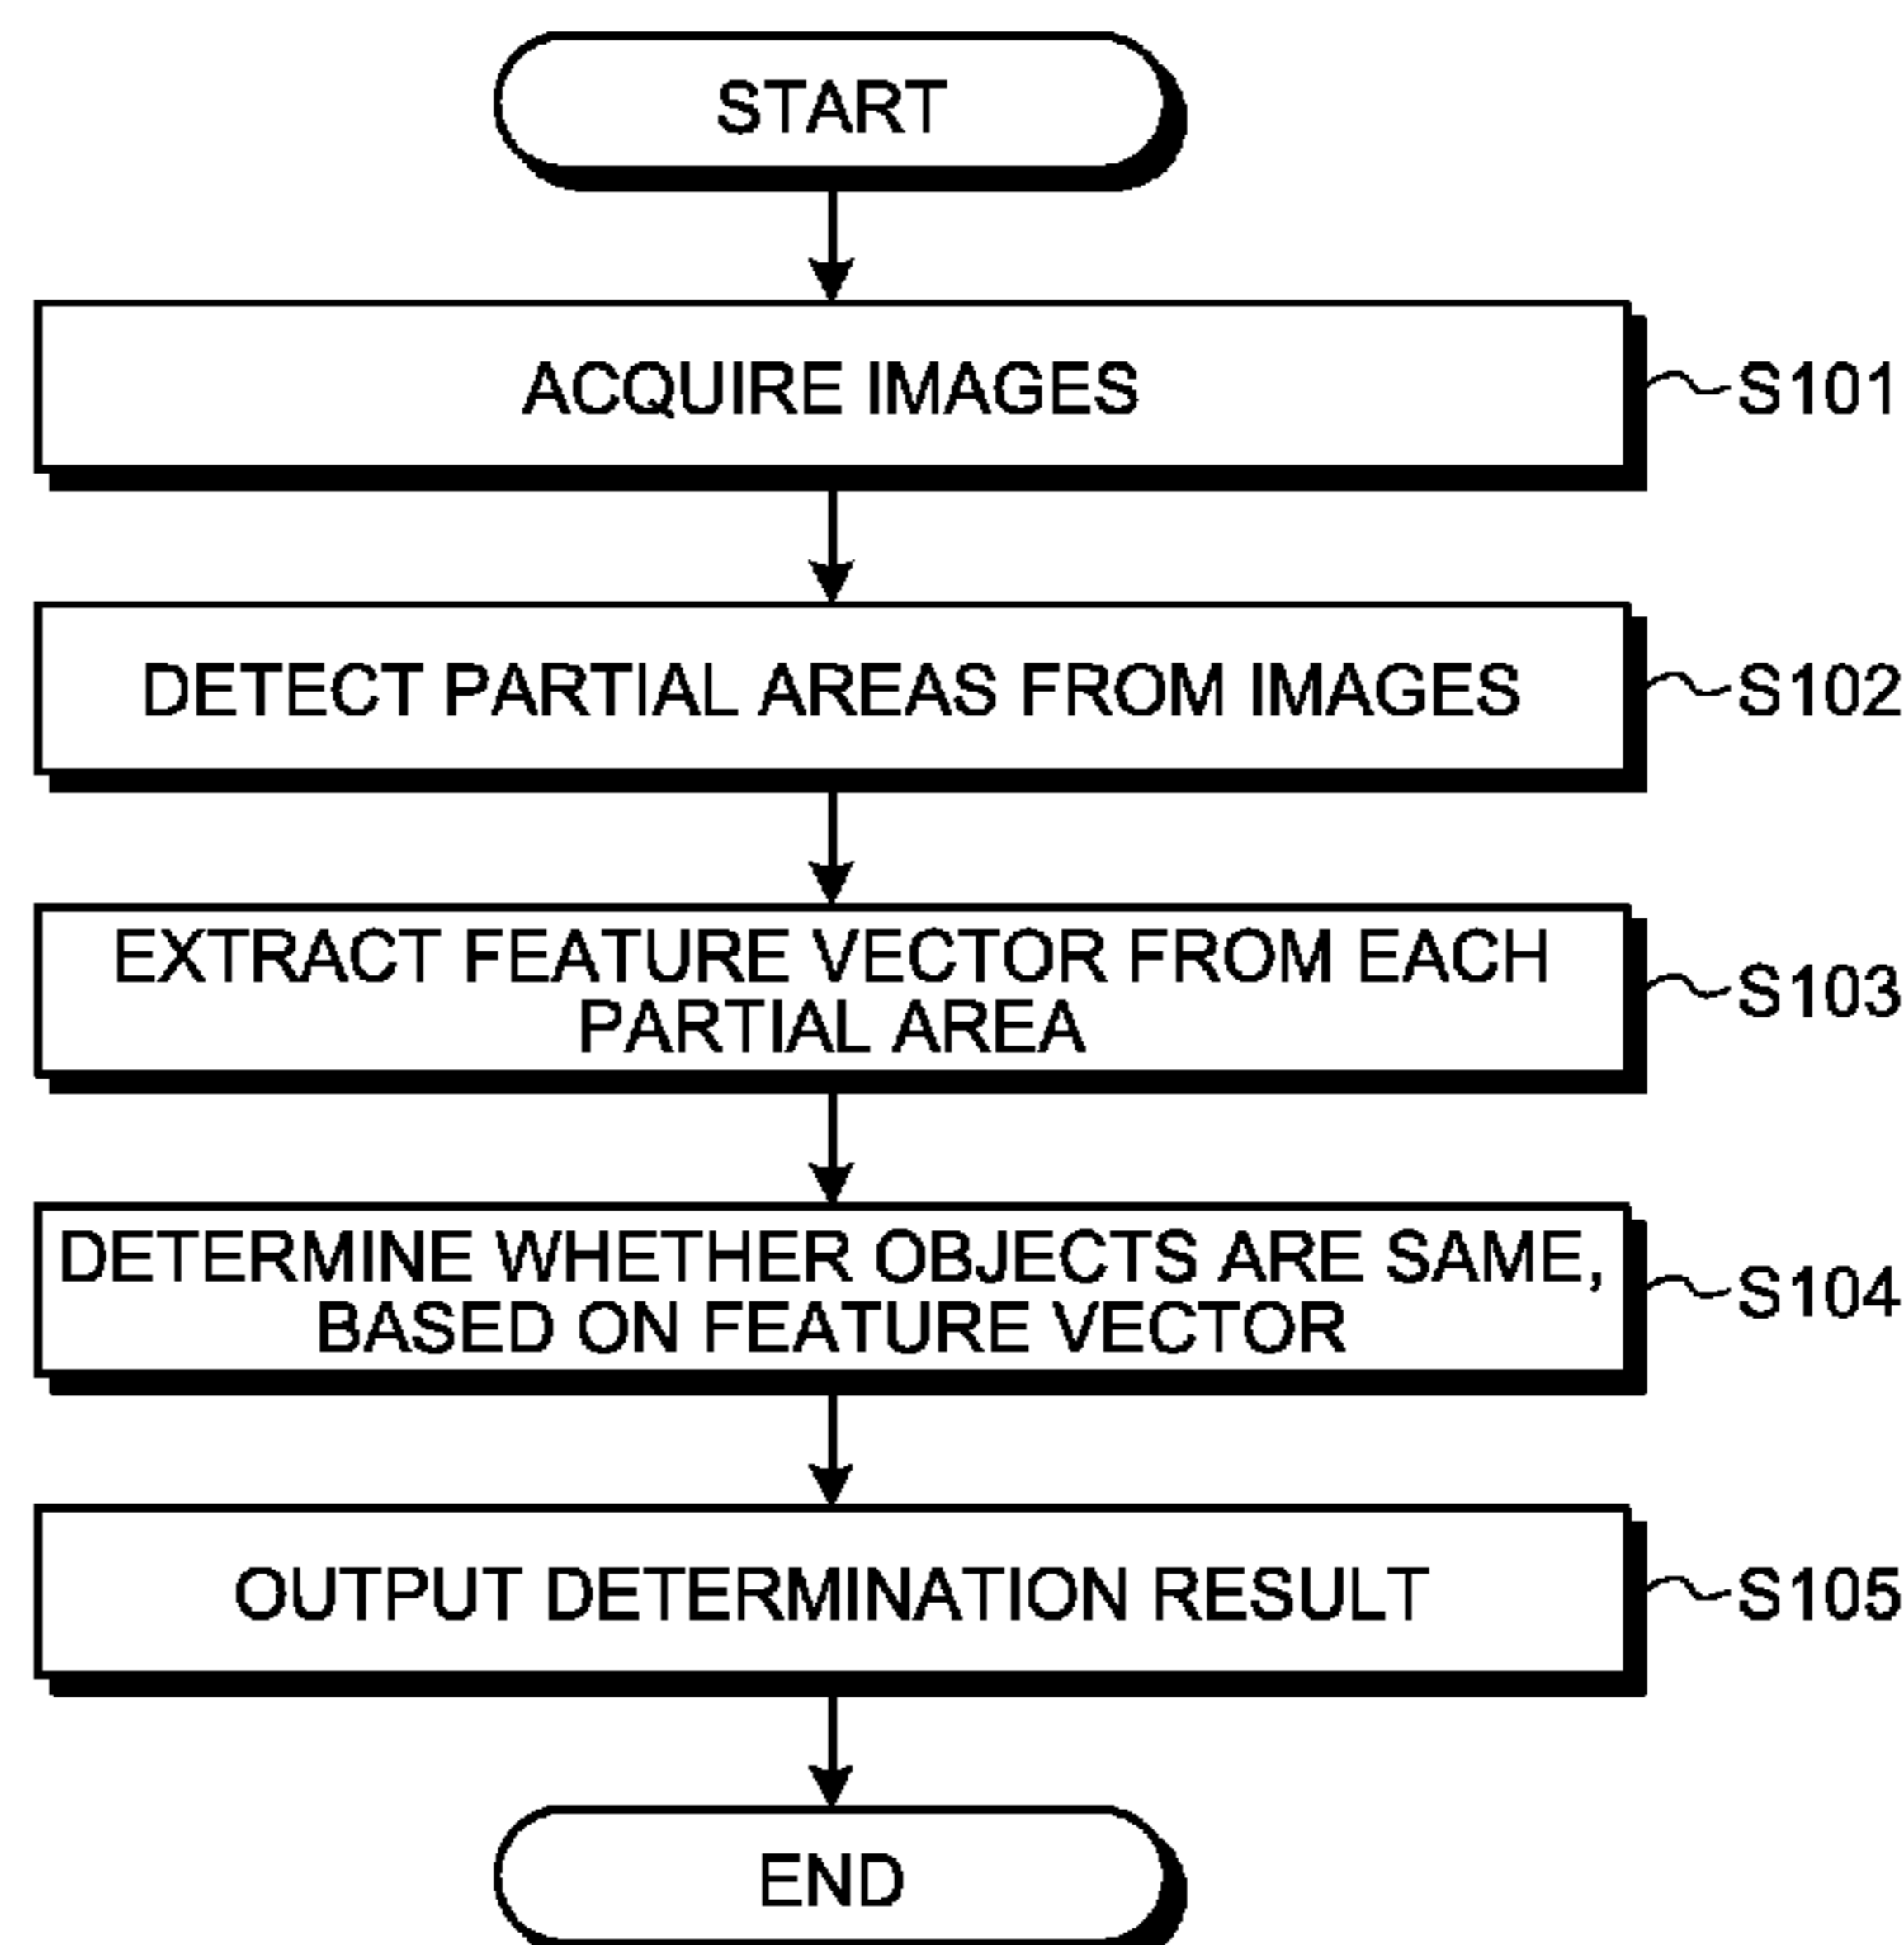 START
ACQUIRE IMAGES
S101
DETECT PARTIAL AREAS FROM IMAGES
S102
EXTRACT FEATURE VECTOR FROM EACH
PARTIAL AREA
S103
DETERMINE WHETHER OBJECTS ARE SAME,
BASED ON FEATURE VECTOR
S104
OUTPUT DETERMINATION RESULT
S105
END